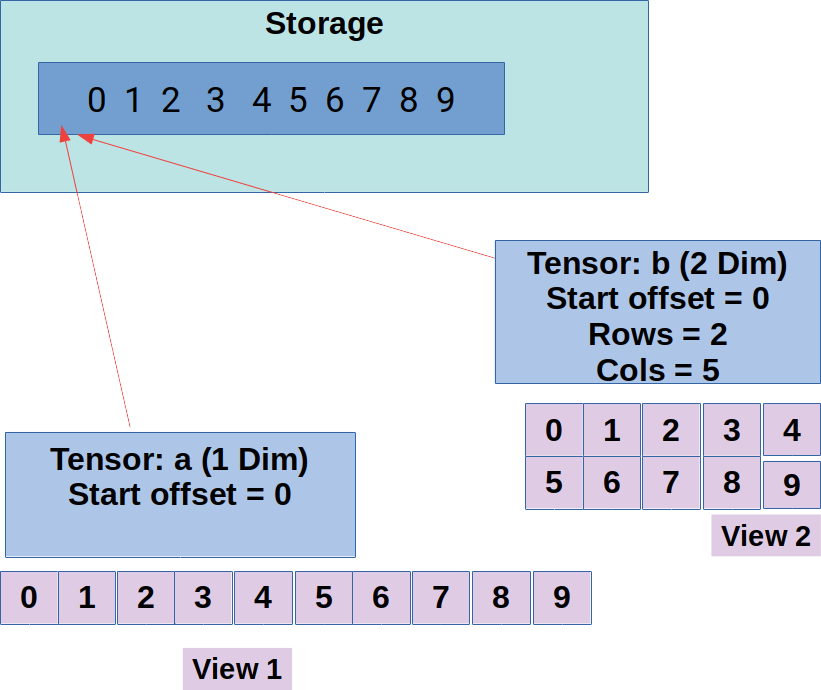 Storage
0 1 2 3 4 5 6 7 8 9
Tensor: b (2 Dim)
Start offset = 0
Rows = 2
Cols = 5
0 1 2 3 4
5 6 7 8 9
View 2
Tensor: a (1 Dim)
Start offset = 0
0 1 2 3 4 5 6 7 8 9
View 1